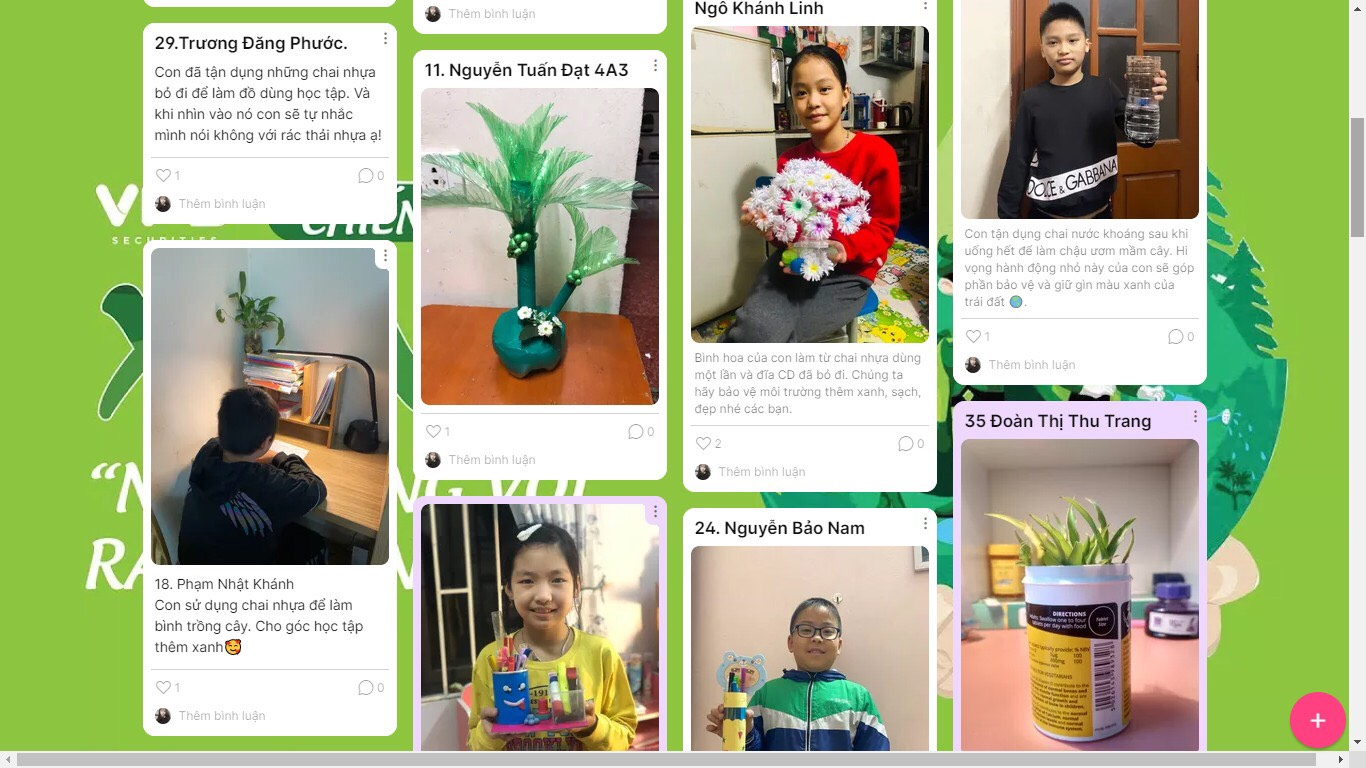 29.Trương Đăng Phước.
Con đã tận dụng những chai nhựa
bỏ đi để làm đồ dùng học tập. Và
khi nhìn vào nó con sẽ tự nhắc
mình nói không với rác thải nhựa ạ!
1
0
Thêm bình luận
SECURITIES
18. Phạm Nhật Khánh
Con sử dụng chai nhựa để làm
bình trồng cây. Cho góc học tập
thêm xanh🥰
1
0
Thêm bình luận
Thêm bình luận
11. Nguyễn Tuấn Đạt 4A3
1
0
Thêm bình luận
Ngô Khánh Linh
Bình hoa của con làm từ chai nhựa dùng
một lần và đĩa CD đã bỏ đi. Chúng ta
hãy bảo vệ môi trường thêm xanh, sạch,
đẹp nhé các bạn.
2
0
Thêm bình luận
24. Nguyễn Bảo Nam
DOLCE & GABBANA
Con tận dụng chai nước khoáng sau khi
uống hết để làm chậu ươm mầm cây. Hi
vọng hành động nhỏ này của con sẽ góp
phần bảo vệ và giữ gìn màu xanh của
trái đất 🌍.
1
0
Thêm bình luận
35 Đoàn Thị Thu Trang
DIRECTIONS
Tablet
Size
+